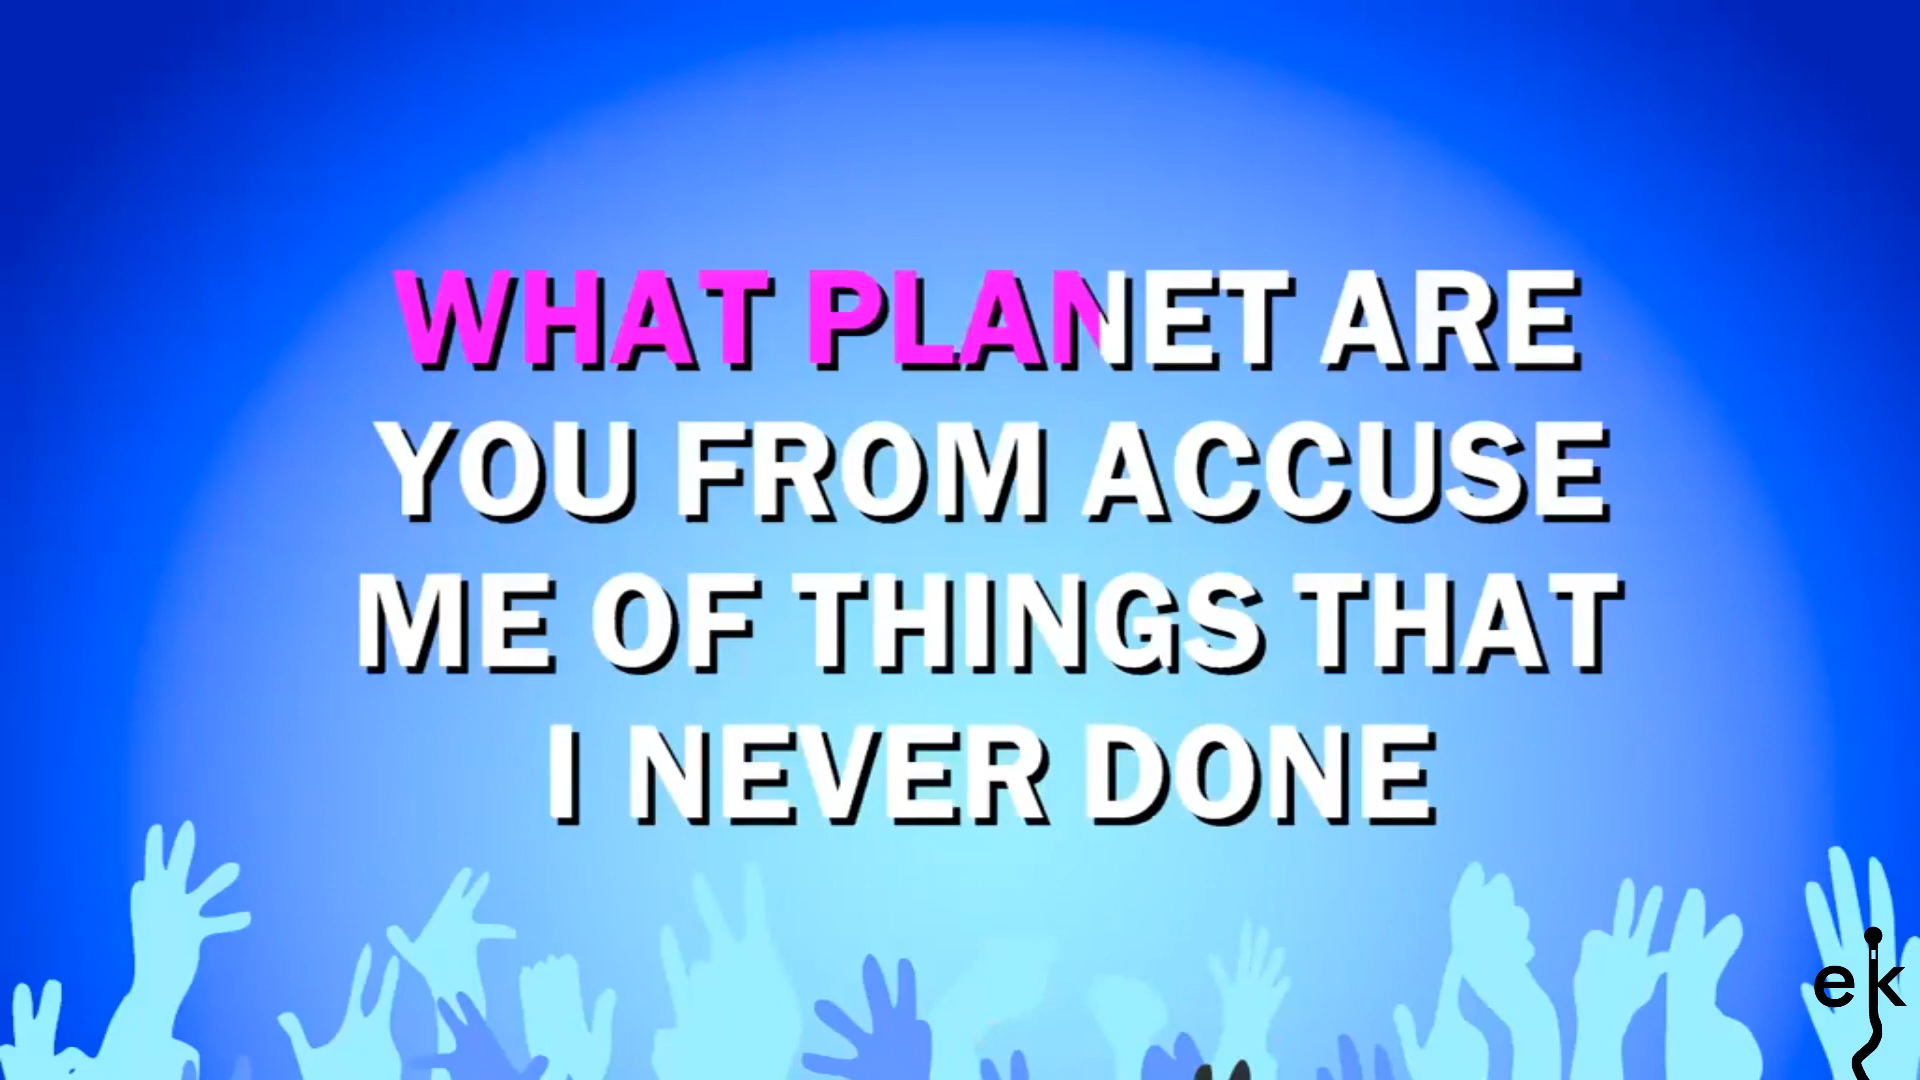 WHAT PLANET ARE
YOU FROM ACCUSE
ME OF THINGS THAT
I NEVER DONE
ek